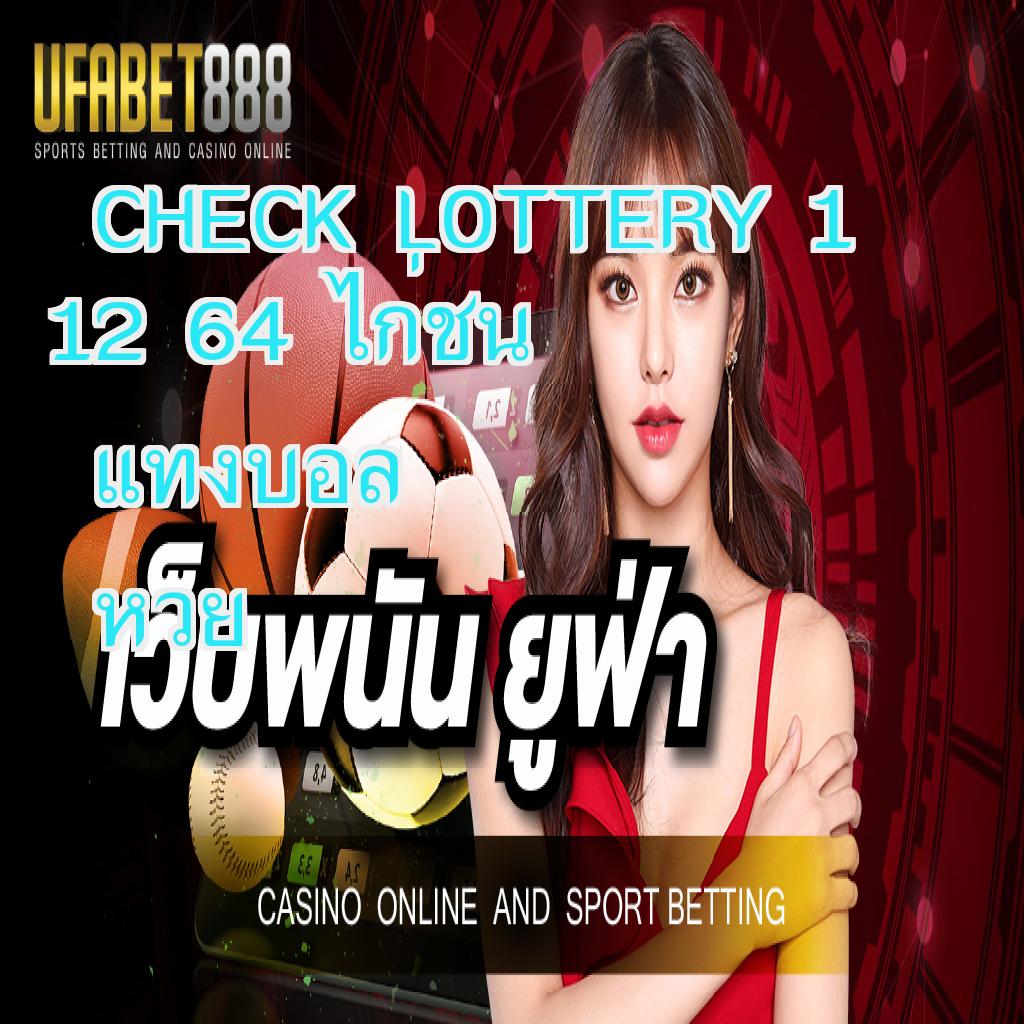 UFABET888
SPORTS BETTING AND CASINO ONLINE
CHECK LOTTERY 1
12 64 ไก่ชน
แทงบอล
หวย
เว็บพนัน ยูฟ่า
CASINO ONLINE AND SPORT BETTING